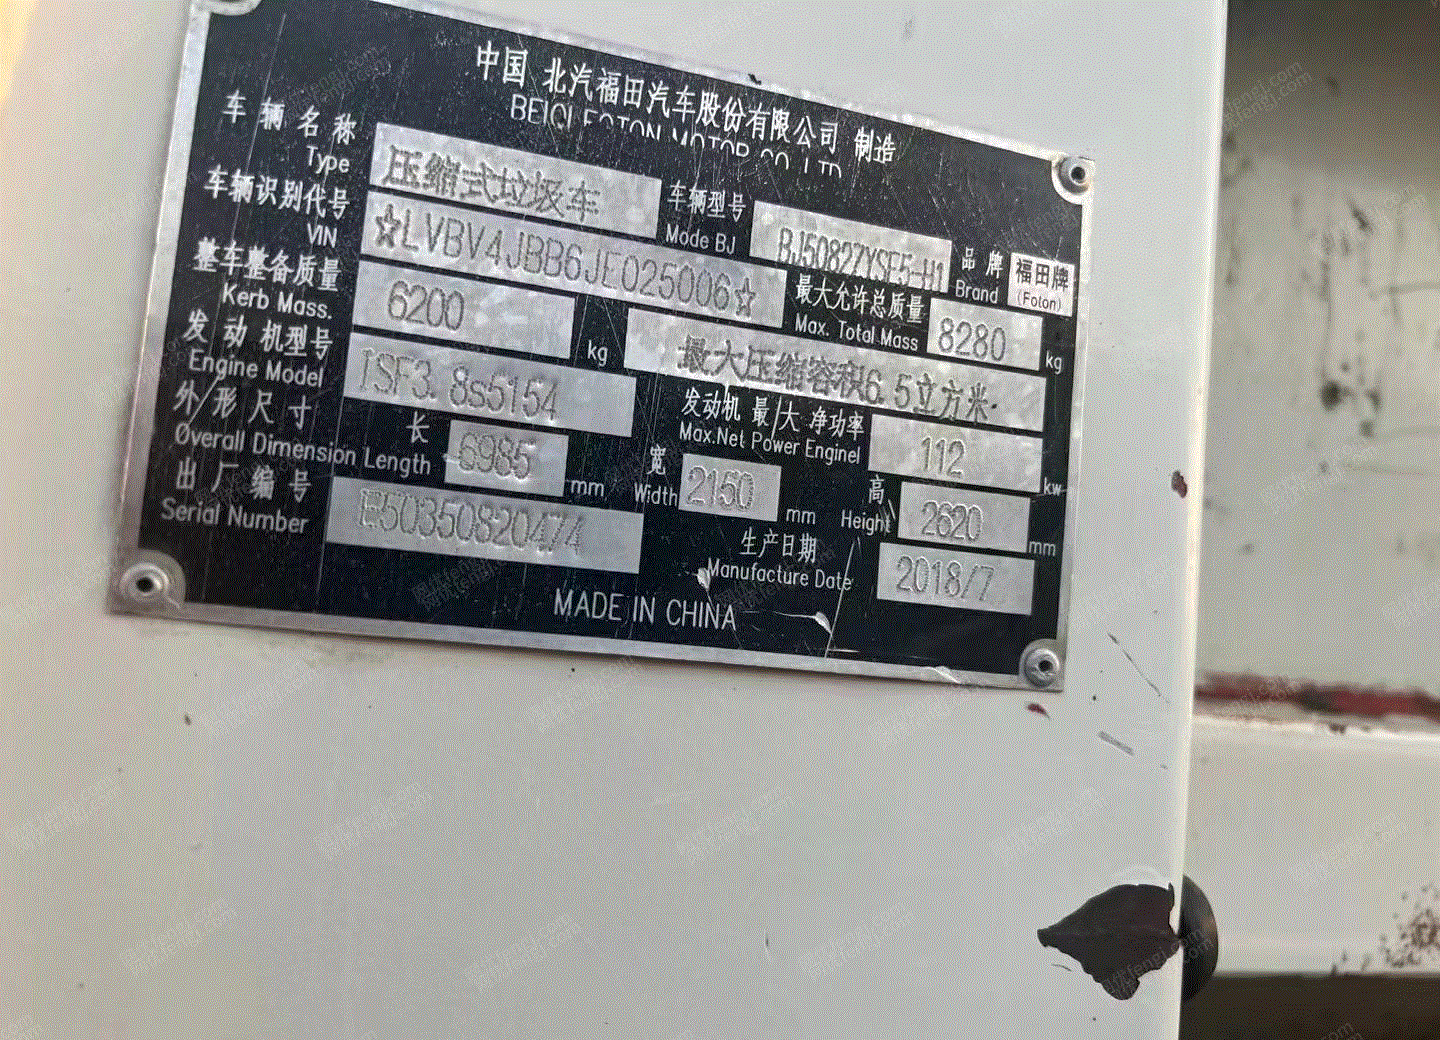 中国 北汽福田汽车股份有限公司 制造
BEIQI FOTON MOTOR CO LTD
车辆名称 压缩式垃圾车 车辆型号 BJ5082ZYSE5-H1 品牌 福田牌
Type Mode BJ Brand (Foton)
车辆识别代号 ☆LVBV4JBB6JE025006☆ 最大允许总质量 8280 kg
VIN Max. Total Mass
整车整备质量 6200 kg 最大压缩容积6.5立方米
Kerb Mass.
发动机型号 ISF3.8s5154 发动机最大净功率 112 kw
Engine Model Max.Net Power Enginel
外形尺寸 长 6985 mm 宽 2150 mm 高 2620 mm
Overall Dimension Length Width Height
出厂编号 E50350820474 生产日期 2018/7
Serial Number Manufacture Date
MADE IN CHINA